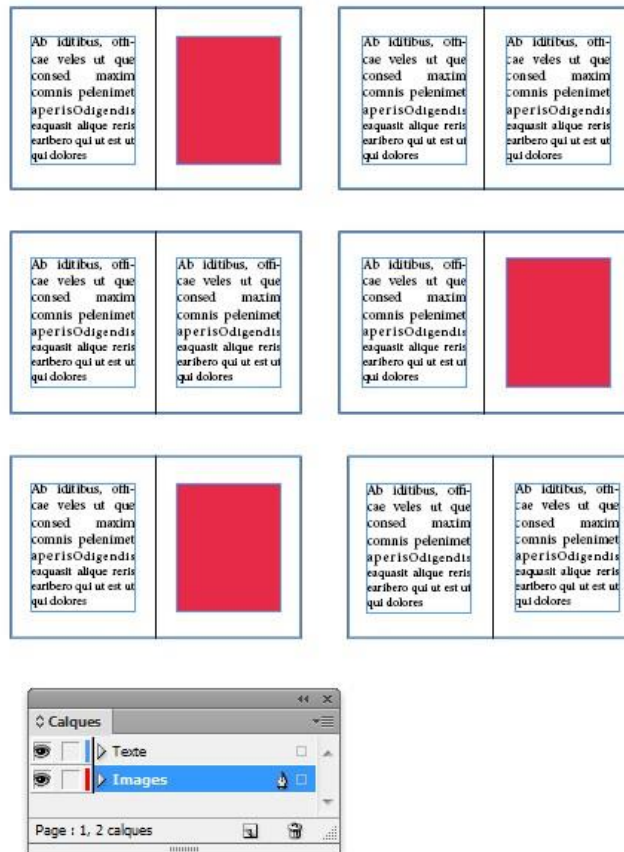 Ab iditibus, offi-
cae veles ut que
consed maxim
comnis pelenimet
aperisOdigendis
eaquasit alique reris
earibero qui ut est ut
qui dolores
Ab iditibus, offi-
cae veles ut que
consed maxim
comnis pelenimet
aperisOdigendis
eaquasit alique reris
earibero qui ut est ut
qui dolores
Ab iditibus, offi-
cae veles ut que
consed maxim
comnis pelenimet
aperisOdigendis
eaquasit alique reris
earibero qui ut est ut
qui dolores
Ab iditibus, offi-
cae veles ut que
consed maxim
comnis pelenimet
aperisOdigendis
eaquasit alique reris
earibero qui ut est ut
qui dolores
Ab iditibus, offi-
cae veles ut que
consed maxim
comnis pelenimet
aperisOdigendis
eaquasit alique reris
earibero qui ut est ut
qui dolores
Ab iditibus, offi-
cae veles ut que
consed maxim
comnis pelenimet
aperisOdigendis
eaquasit alique reris
earibero qui ut est ut
qui dolores
Ab iditibus, offi-
cae veles ut que
consed maxim
comnis pelenimet
aperisOdigendis
eaquasit alique reris
earibero qui ut est ut
qui dolores
Ab iditibus, offi-
cae veles ut que
consed maxim
comnis pelenimet
aperisOdigendis
eaquasit alique reris
earibero qui ut est ut
qui dolores
Ab iditibus, offi-
cae veles ut que
consed maxim
comnis pelenimet
aperisOdigendis
eaquasit alique reris
earibero qui ut est ut
qui dolores
Calques
Texte
Images
Page : 1, 2 calques